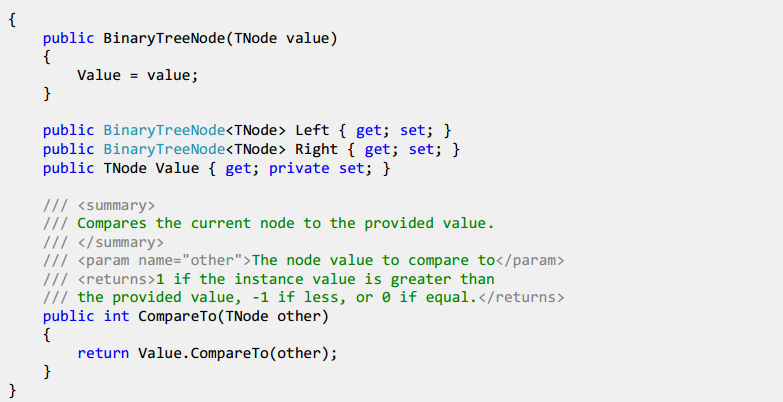 {
    public BinaryTreeNode(TNode value)
    {
        Value = value;
    }

    public BinaryTreeNode<TNode> Left { get; set; }
    public BinaryTreeNode<TNode> Right { get; set; }
    public TNode Value { get; private set; }

    /// <summary>
    /// Compares the current node to the provided value.
    /// </summary>
    /// <param name="other">The node value to compare to</param>
    /// <returns>1 if the instance value is greater than
    /// the provided value, -1 if less, or 0 if equal.</returns>
    public int CompareTo(TNode other)
    {
        return Value.CompareTo(other);
    }
}